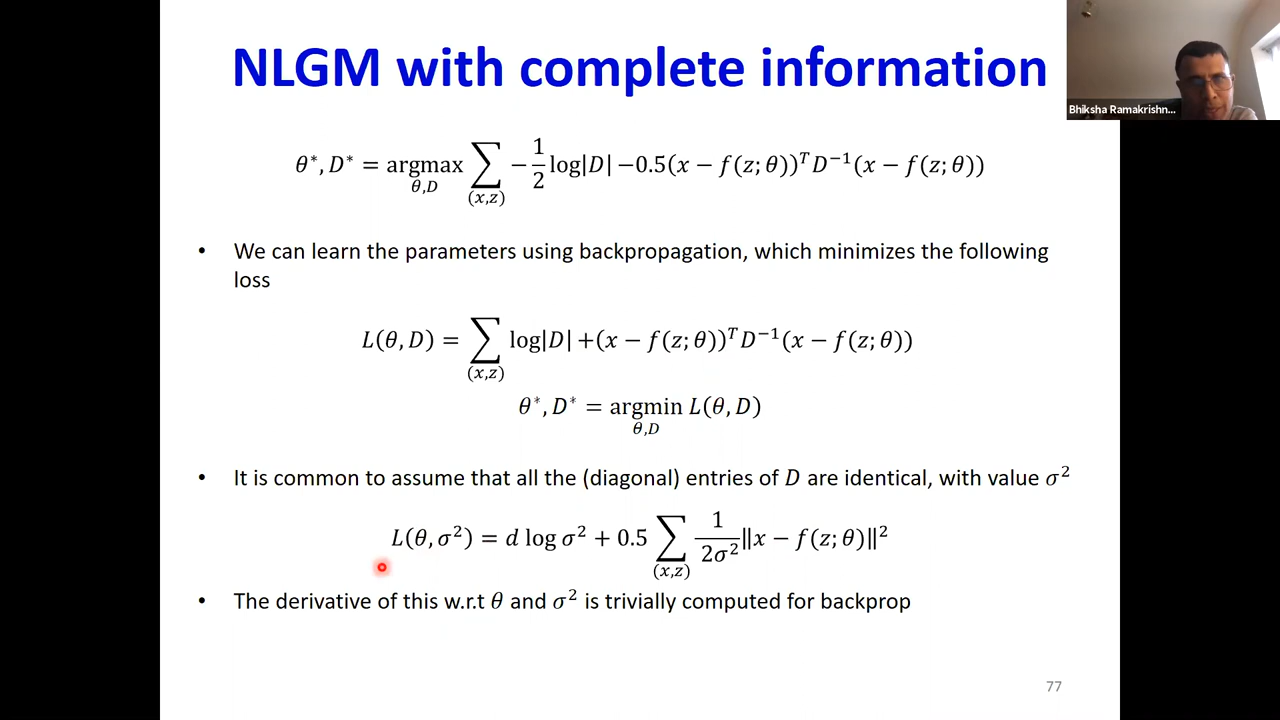 NLGM with complete information
Bhiksha Ramakrishn...
θ*, D* = argmax_{θ,D} ∑_{(x,z)} −1/2 log|D| −0.5(x − f(z; θ))ᵀ D⁻¹(x − f(z; θ))
• We can learn the parameters using backpropagation, which minimizes the following
loss
L(θ, D) = ∑_{(x,z)} log|D| +(x − f(z; θ))ᵀ D⁻¹(x − f(z; θ))
θ*, D* = argmin_{θ,D} L(θ, D)
• It is common to assume that all the (diagonal) entries of D are identical, with value σ²
L(θ, σ²) = d log σ² + 0.5 ∑_{(x,z)} 1/2σ² ‖x − f(z; θ)‖²
• The derivative of this w.r.t θ and σ² is trivially computed for backprop
77